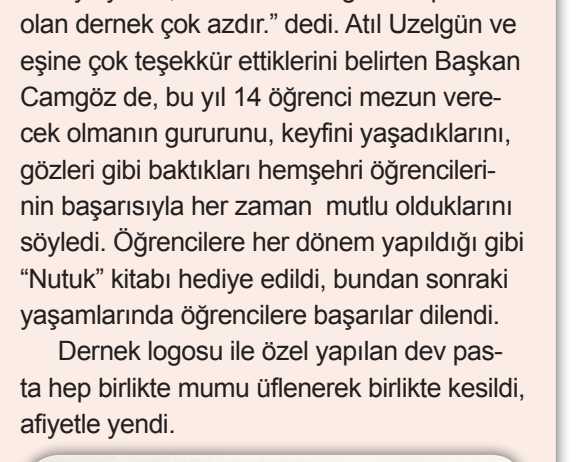 olan dernek çok azdır.” dedi. Atıl Uzelgün ve
eşine çok teşekkür ettiklerini belirten Başkan
Camgöz de, bu yıl 14 öğrenci mezun vere-
cek olmanın gururunu, keyfini yaşadıklarını,
gözleri gibi baktıkları hemşehri öğrencileri-
nin başarısıyla her zaman  mutlu olduklarını
söyledi. Öğrencilere her dönem yapıldığı gibi
“Nutuk” kitabı hediye edildi, bundan sonraki
yaşamlarında öğrencilere başarılar dilendi.
Dernek logosu ile özel yapılan dev pas-
ta hep birlikte mumu üflenerek birlikte kesildi,
afiyetle yendi.